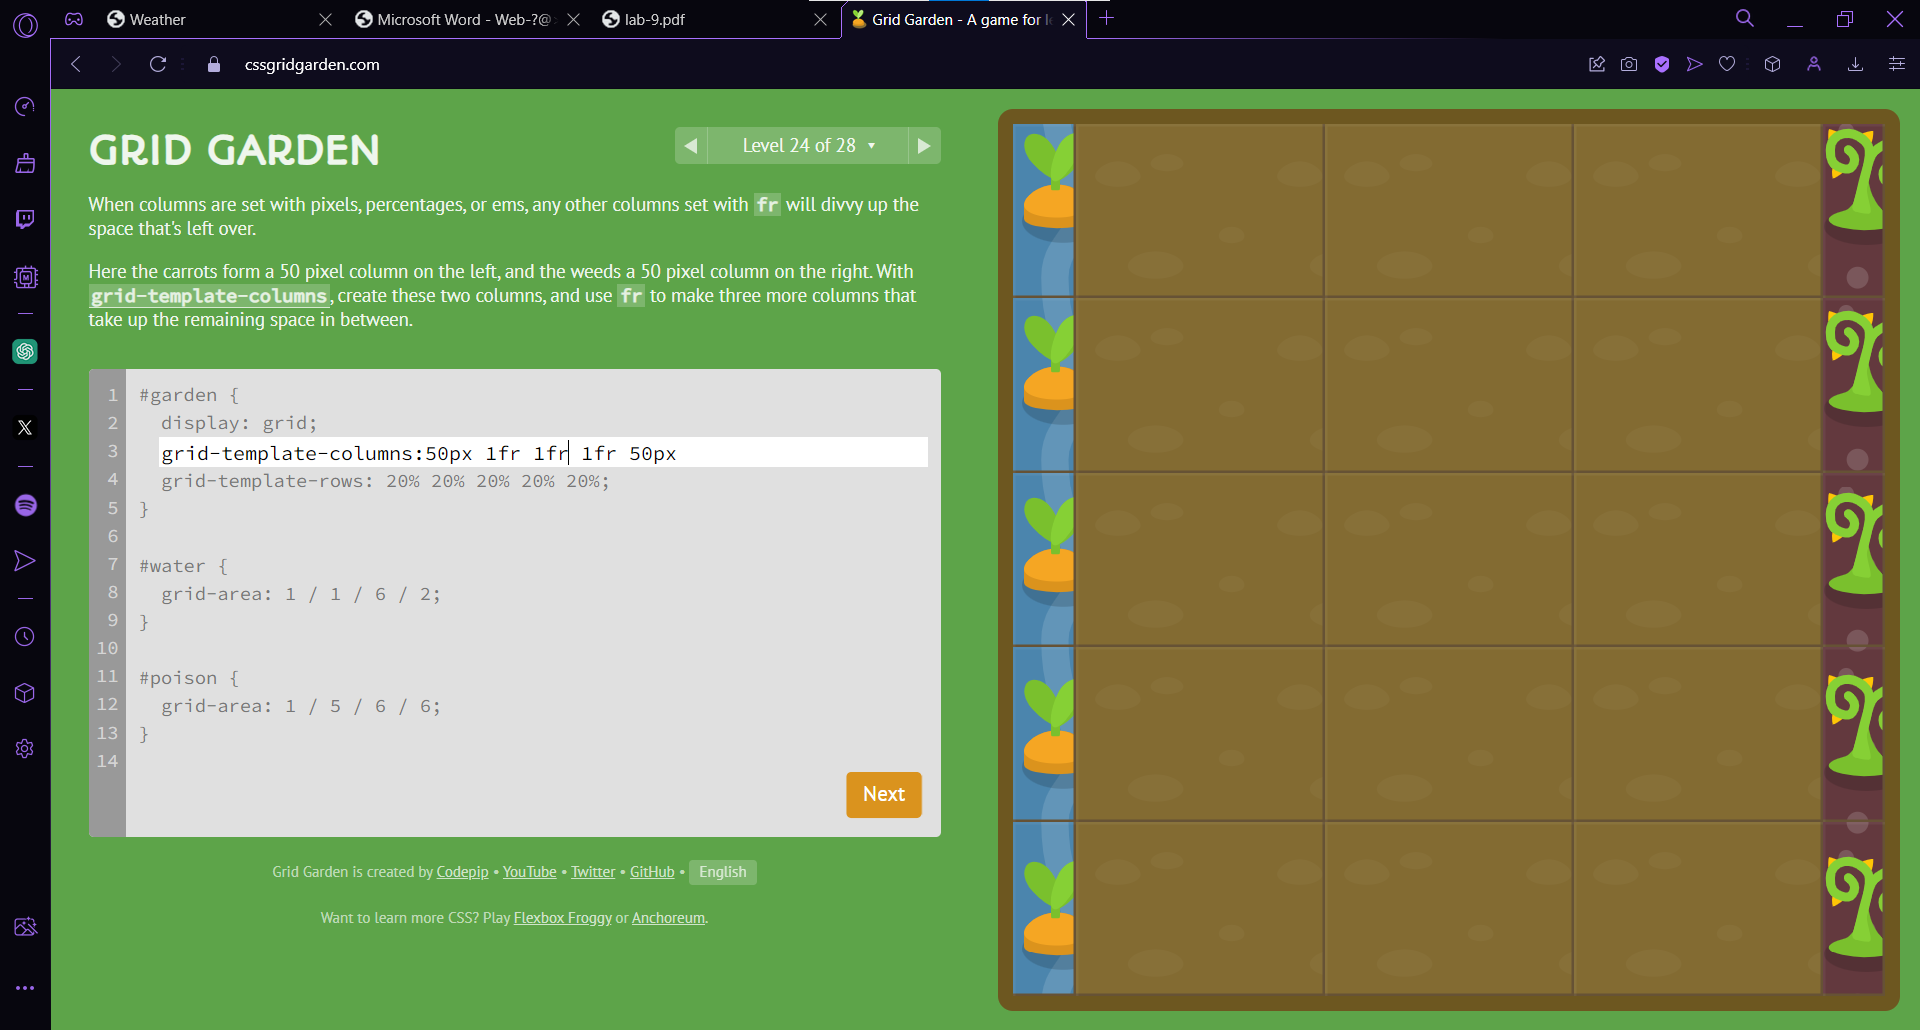 Weather
Microsoft Word - Web-?@
lab-9.pdf
Grid Garden - A game for l
cssgridgarden.com
GRID GARDEN
Level 24 of 28
When columns are set with pixels, percentages, or ems, any other columns set with fr will divvy up the
space that's left over.
Here the carrots form a 50 pixel column on the left, and the weeds a 50 pixel column on the right. With
grid-template-columns, create these two columns, and use fr to make three more columns that
take up the remaining space in between.
1 #garden {
2 display: grid;
3 grid-template-columns:50px 1fr 1fr 1fr 50px
4 grid-template-rows: 20% 20% 20% 20% 20%;
5 }
6
7 #water {
8 grid-area: 1 / 1 / 6 / 2;
9 }
10
11 #poison {
12 grid-area: 1 / 5 / 6 / 6;
13 }
14
Next
Grid Garden is created by Codepip • YouTube • Twitter • GitHub • English
Want to learn more CSS? Play Flexbox Froggy or Anchoreum.